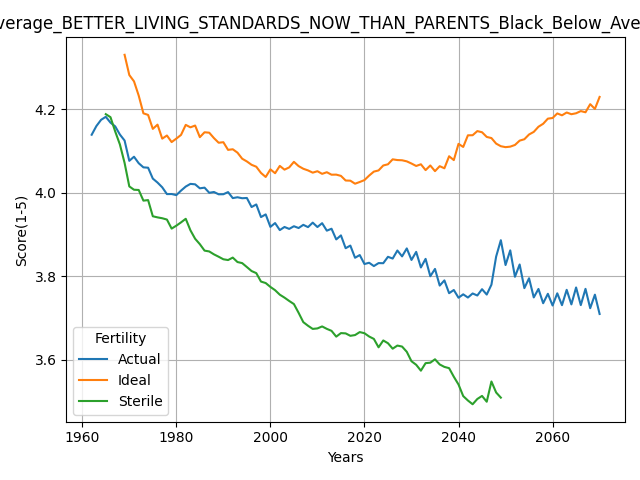 verage_BETTER_LIVING_STANDARDS_NOW_THAN_PARENTS_Black_Below_Ave
Score(1-5)
4.2
4.0
3.8
3.6
Fertility
Actual
Ideal
Sterile
1960 1980 2000 2020 2040 2060
Years